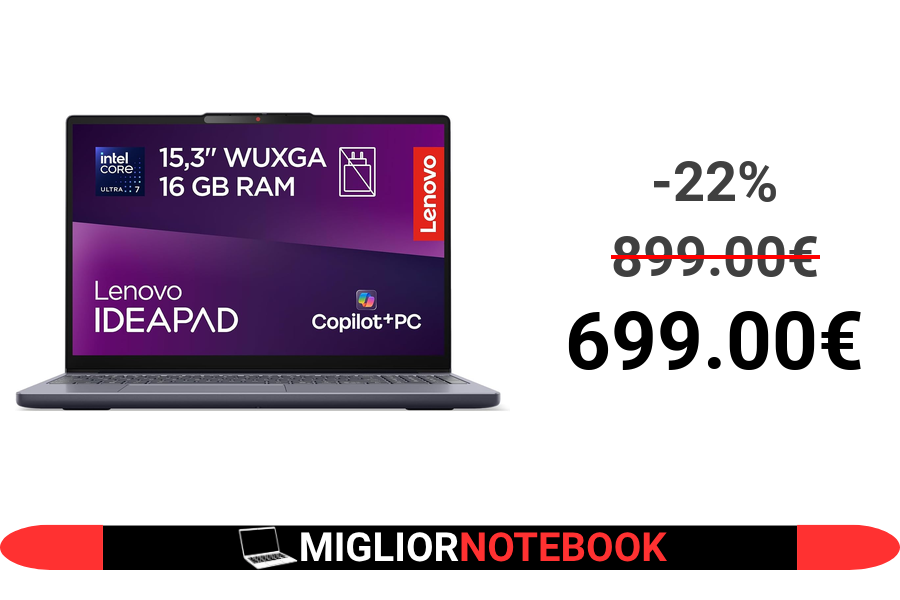 intel
CORE
ULTRA 7
15,3" WUXGA
16 GB RAM
Lenovo
Lenovo
IDEAPAD
Copilot+PC
-22%
899.00€
699.00€
MIGLIORNOTEBOOK